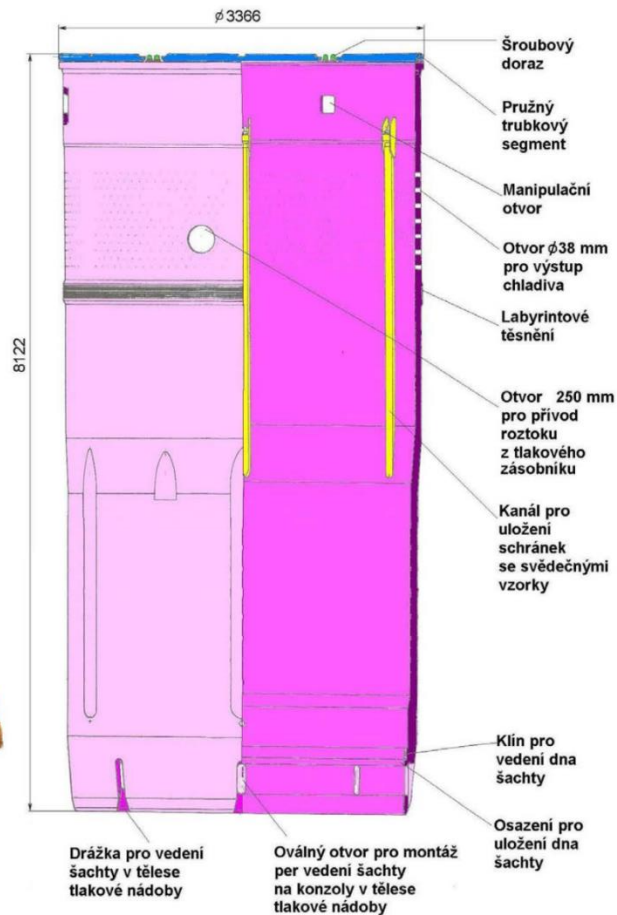 ⌀3366
Šroubový
doraz
Pružný
trubkový
segment
Manipulační
otvor
Otvor ⌀38 mm
pro výstup
chladiva
Labyrintové
těsnění
8122
Otvor 250 mm
pro přívod
roztoku
z tlakového
zásobníku
Kanál pro
uložení
schránek
se svědečnými
vzorky
Klín pro
vedení dna
šachty
Osazení pro
uložení dna
šachty
Drážka pro vedení
šachty v tělese
tlakové nádoby
Oválný otvor pro montáž
per vedení šachty
na konzoly v tělese
tlakové nádoby